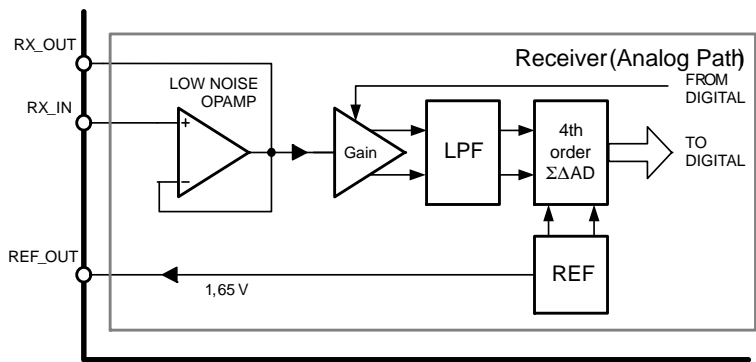 RX_OUT
Receiver (Analog Path)
LOW NOISE
OPAMP
FROM
DIGITAL
RX_IN
+
−
Gain
LPF
4th
order
ΣΔAD
TO
DIGITAL
REF_OUT
1,65 V
REF